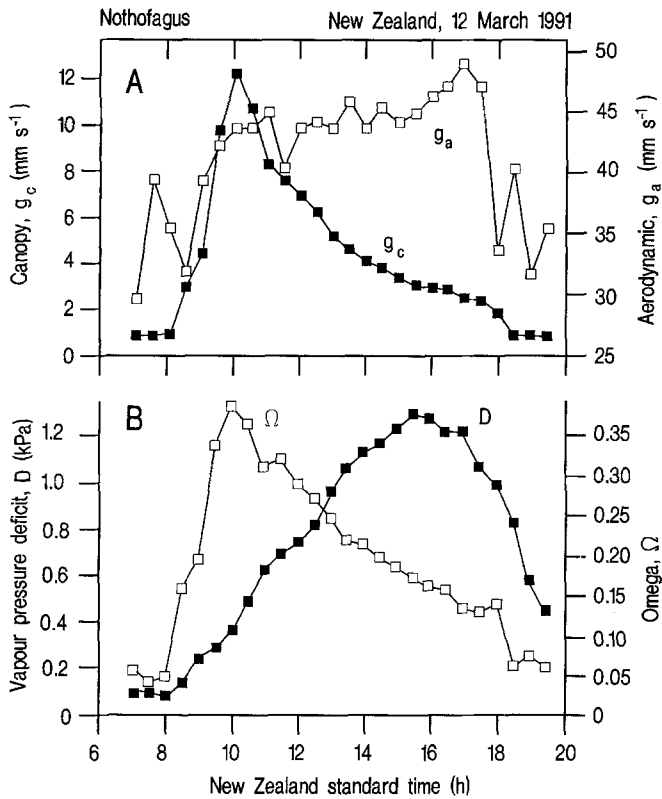 Nothofagus New Zealand, 12 March 1991
A
Canopy, g_c (mm s⁻¹)
12
10
8
6
4
2
0
g_a
g_c
50
45
40
35
30
25
Aerodynamic, g_a (mm s⁻¹)
B
Ω
D
Vapour pressure deficit, D (kPa)
1.2
1.0
0.8
0.6
0.4
0.2
0
0.35
0.30
0.25
0.20
0.15
0.10
0.05
0
Omega, Ω
6 8 10 12 14 16 18 20
New Zealand standard time (h)